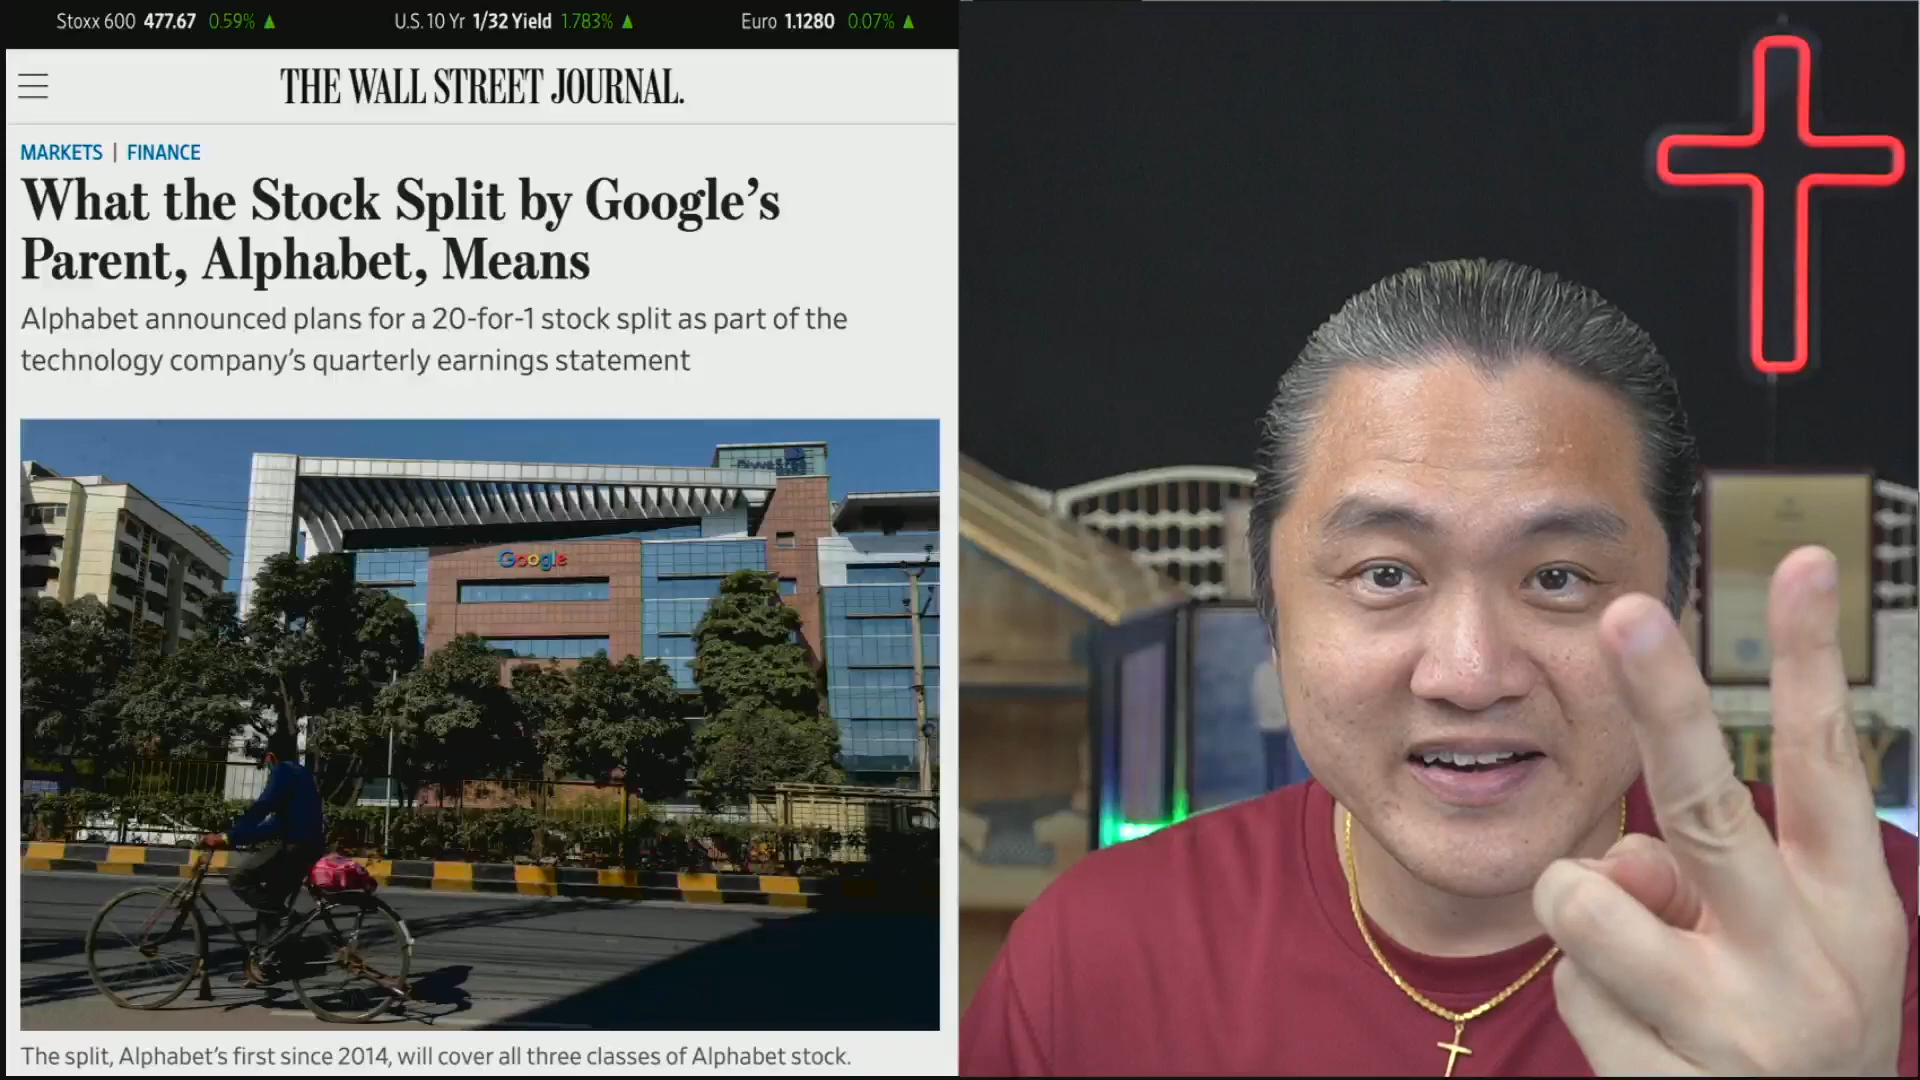 Stoxx 600 477.67 0.59% ▲ U.S. 10 Yr 1/32 Yield 1.783% ▲ Euro 1.1280 0.07% ▲
THE WALL STREET JOURNAL.
MARKETS | FINANCE
What the Stock Split by Google’s
Parent, Alphabet, Means
Alphabet announced plans for a 20-for-1 stock split as part of the
technology company’s quarterly earnings statement
Google
The split, Alphabet’s first since 2014, will cover all three classes of Alphabet stock.